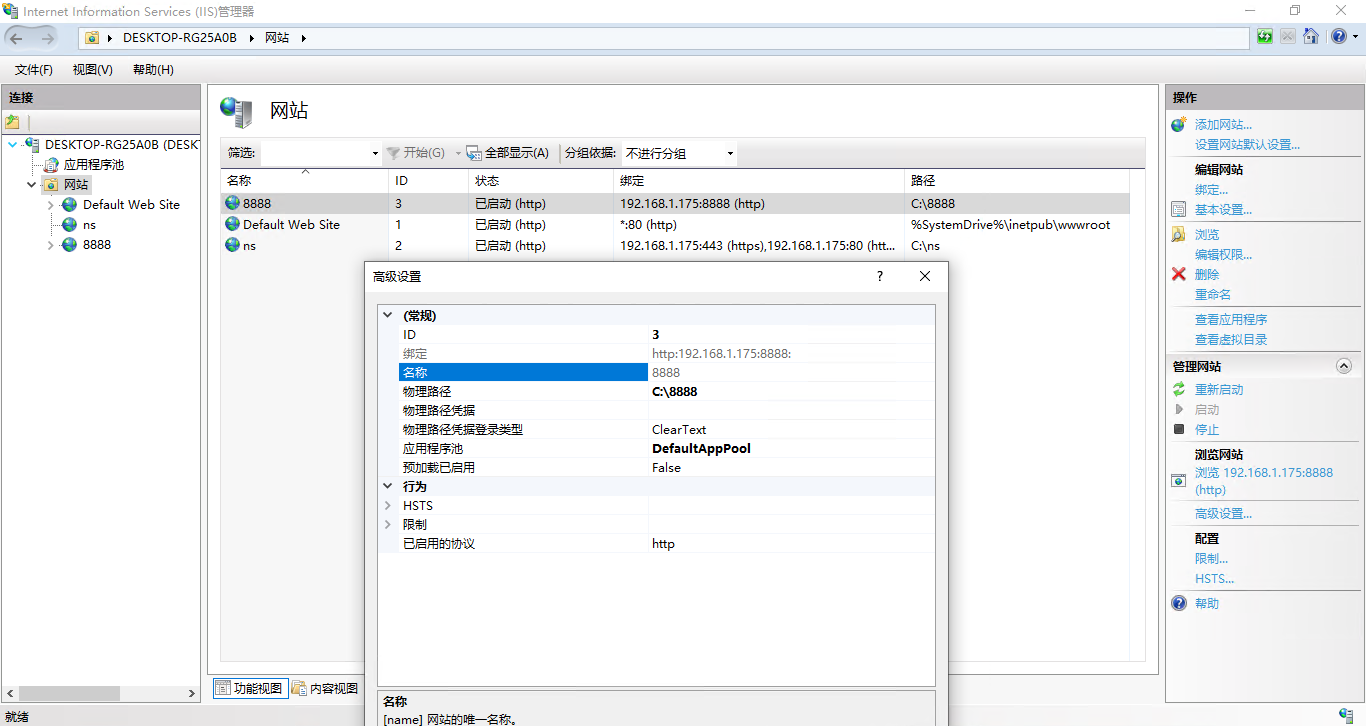 Internet Information Services (IIS)管理器
DESKTOP-RG25A0B 网站
文件(F) 视图(V) 帮助(H)
连接
DESKTOP-RG25A0B (DESKT
应用程序池
网站
Default Web Site
ns
8888
网站
筛选: 开始(G) 全部显示(A) 分组依据: 不进行分组
名称 ID 状态 绑定 路径
8888 3 已启动 (http) 192.168.1.175:8888 (http) C:\8888
Default Web Site 1 已启动 (http) *:80 (http) %SystemDrive%\inetpub\wwwroot
ns 2 已启动 (http) 192.168.1.175:443 (https),192.168.1.175:80 (htt... C:\ns
高级设置 ?
(常规)
ID 3
绑定 http:192.168.1.175:8888:
名称 8888
物理路径 C:\8888
物理路径凭据
物理路径凭据登录类型 ClearText
应用程序池 DefaultAppPool
预加载已启用 False
行为
HSTS
限制
已启用的协议 http
名称
[name] 网站的唯一名称。
功能视图 内容视图
操作
添加网站...
设置网站默认设置...
编辑网站
绑定...
基本设置...
浏览
编辑权限...
删除
重命名
查看应用程序
查看虚拟目录
管理网站
重新启动
启动
停止
浏览网站
浏览 192.168.1.175:8888
(http)
高级设置...
配置
限制...
HSTS...
帮助
就绪